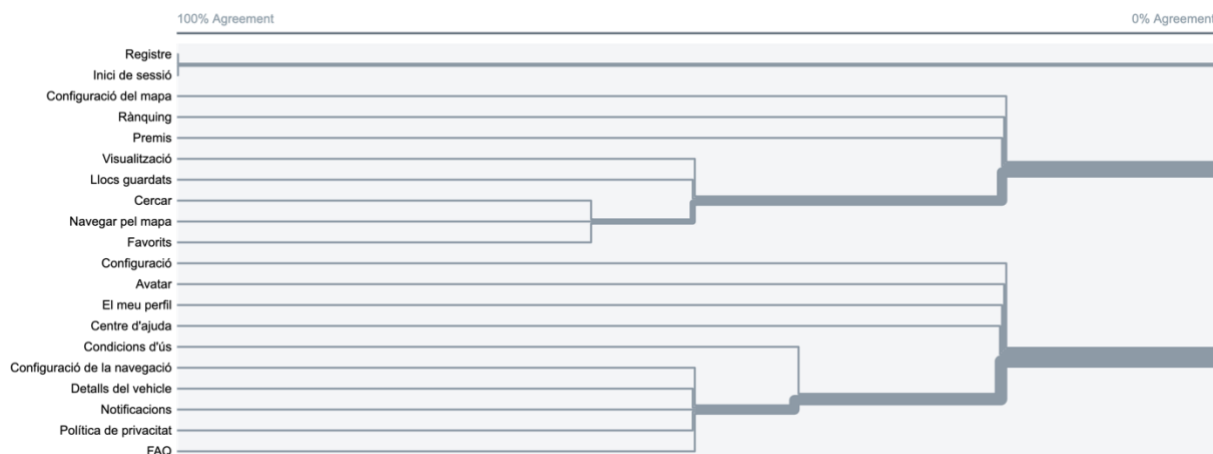 100% Agreement 0% Agreement
Registre
Inici de sessió
Configuració del mapa
Rànquing
Premis
Visualització
Llocs guardats
Cercar
Navegar pel mapa
Favorits
Configuració
Avatar
El meu perfil
Centre d'ajuda
Condicions d'ús
Configuració de la navegació
Detalls del vehicle
Notificacions
Política de privacitat
FAQ